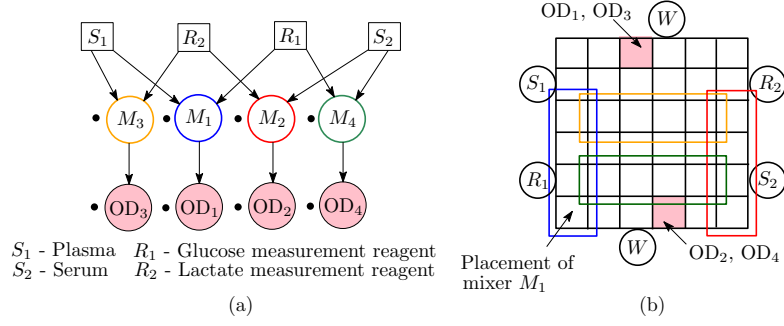 S1 R2 R1 S2
M3 M1 M2 M4
OD3 OD1 OD2 OD4
S1 - Plasma R1 - Glucose measurement reagent
S2 - Serum R2 - Lactate measurement reagent
(a)
OD1, OD3 W
S1 R2
R1 S2
W OD2, OD4
Placement of
mixer M1
(b)